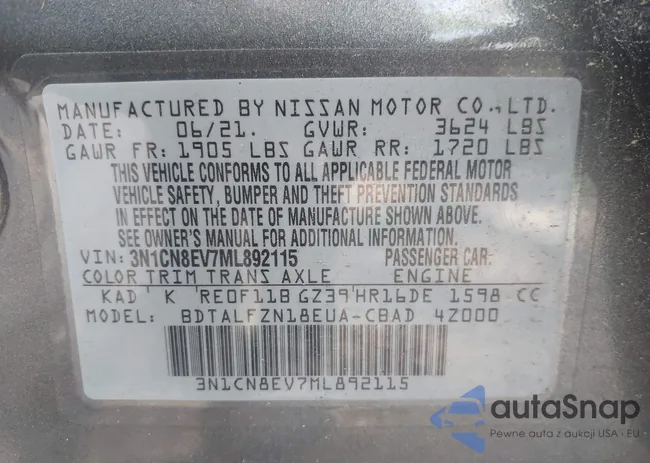 MANUFACTURED BY NISSAN MOTOR CO., LTD.
DATE: 06/21. GVWR: 3624 LBS
GAWR FR: 1905 LBS GAWR RR: 1720 LBS
THIS VEHICLE CONFORMS TO ALL APPLICABLE FEDERAL MOTOR
VEHICLE SAFETY, BUMPER AND THEFT PREVENTION STANDARDS
IN EFFECT ON THE DATE OF MANUFACTURE SHOWN ABOVE.
SEE OWNER'S MANUAL FOR ADDITIONAL INFORMATION.
VIN: 3N1CN8EV7ML892115 PASSENGER CAR
COLOR TRIM TRANS AXLE ENGINE
KAD K RE0F11B GZ39 HR16DE 1598 CC
MODEL: BDTALFZN18EUA-CBAD 4Z000
3N1CN8EV7ML892115
autaSnap
Pewne auta z aukcji USA - EU